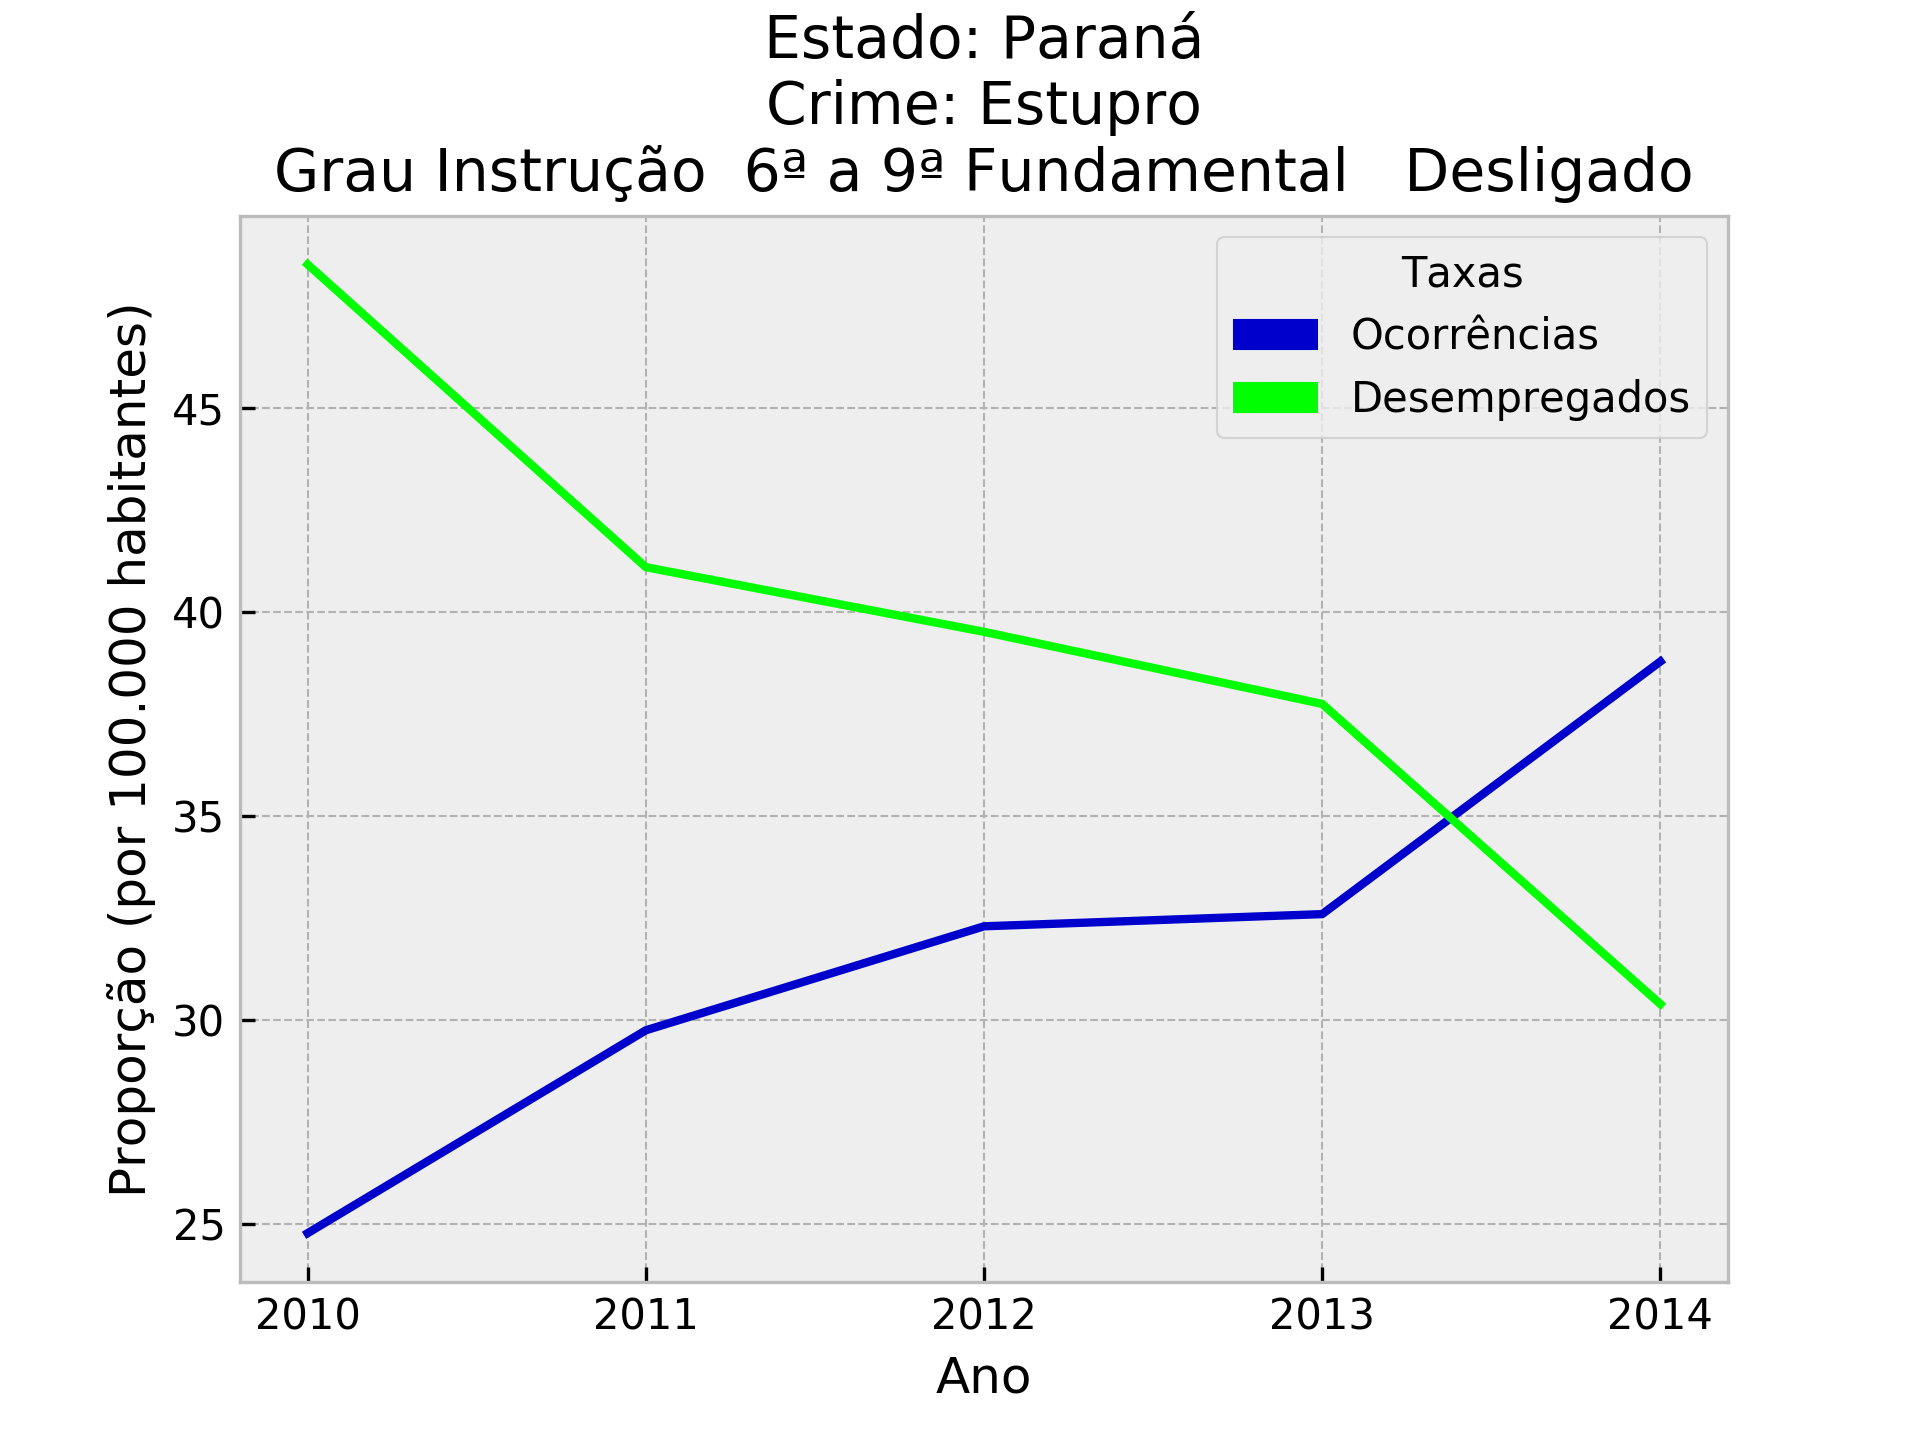 Estado: Paraná
Crime: Estupro
Grau Instrução  6ª a 9ª Fundamental   Desligado
Taxas
Ocorrências
Desempregados
Proporção (por 100.000 habitantes)
45
40
35
30
25
2010 2011 2012 2013 2014
Ano